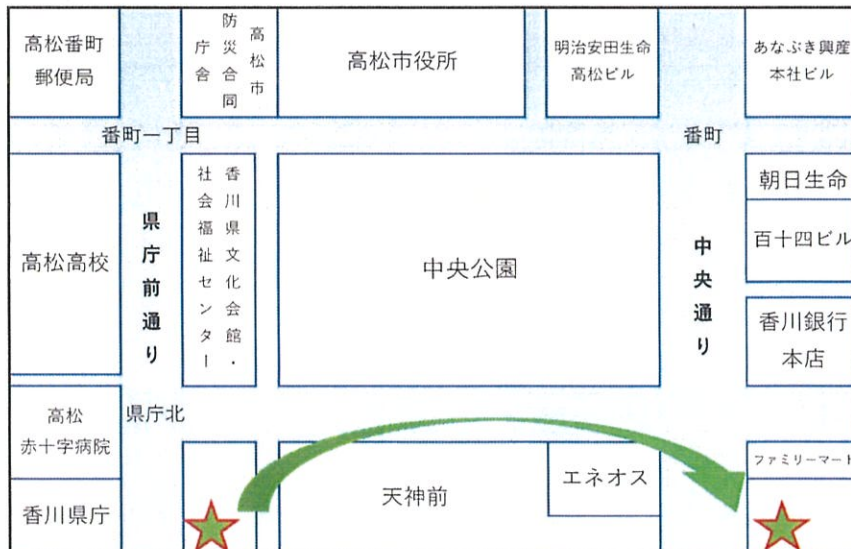 高松番町
郵便局
高松市
防災合同
庁舎
高松市役所
明治安田生命
高松ビル
あなぶき興産
本社ビル
番町一丁目
番町
高松高校
県庁前通り
香川県文化会館・
社会福祉センター
中央公園
中央通り
朝日生命
百十四ビル
香川銀行
本店
高松
赤十字病院
県庁北
香川県庁
天神前
エネオス
ファミリーマート